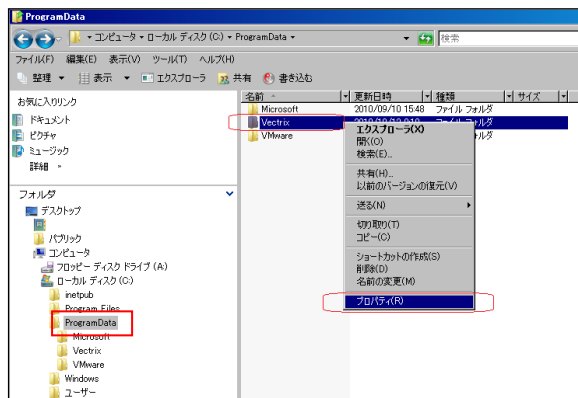 ProgramData
コンピュータ ▸ ローカル ディスク (C:) ▸ ProgramData ▸
検索
ファイル(F) 編集(E) 表示(V) ツール(T) ヘルプ(H)
整理 表示 エクスプローラ 共有 書き込む
お気に入りリンク
ドキュメント
ピクチャ
ミュージック
詳細 »
フォルダ
デスクトップ
パブリック
コンピュータ
フロッピー ディスク ドライブ (A:)
ローカル ディスク (C:)
inetpub
Program Files
ProgramData
Microsoft
Vectrix
VMware
Windows
ユーザー
名前 更新日時 種類 サイズ
Microsoft 2010/09/10 15:48 ファイル フォルダ
Vectrix
VMware
エクスプローラ(X)
開く(O)
検索(E)...
共有(H)...
以前のバージョンの復元(V)
送る(N)
切り取り(T)
コピー(C)
ショートカットの作成(S)
削除(D)
名前の変更(M)
プロパティ(R)